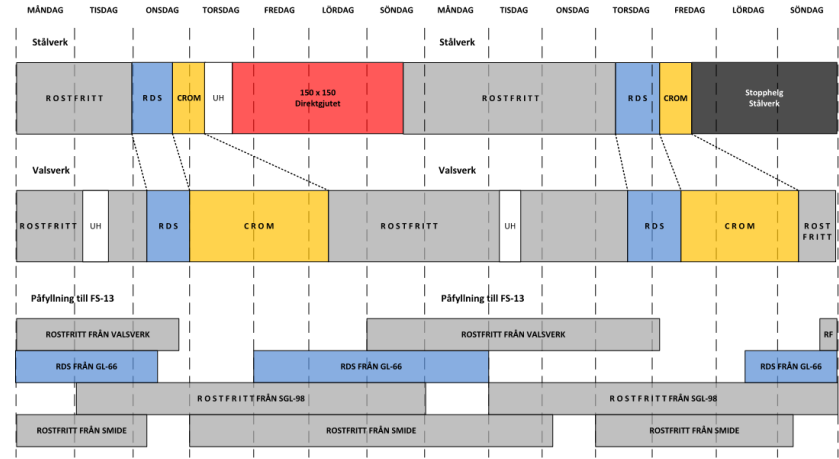 MÅNDAG TISDAG ONSDAG TORSDAG FREDAG LÖRDAG SÖNDAG MÅNDAG TISDAG ONSDAG TORSDAG FREDAG LÖRDAG SÖNDAG
Stålverk Stålverk
ROSTFRITT RDS CROM UH 150 x 150 Direktgjutet ROSTFRITT RDS CROM Stopphelg Stålverk
Valsverk Valsverk
ROSTFRITT UH RDS CROM ROSTFRITT UH RDS CROM ROST FRITT
Påfyllning till FS-13 Påfyllning till FS-13
ROSTFRITT FRÅN VALSVERK ROSTFRITT FRÅN VALSVERK RF
RDS FRÅN GL-66 RDS FRÅN GL-66 RDS FRÅN GL-66
ROSTFRITT FRÅN SGL-98 ROSTFRITT FRÅN SGL-98
ROSTFRITT FRÅN SMIDE ROSTFRITT FRÅN SMIDE ROSTFRITT FRÅN SMIDE